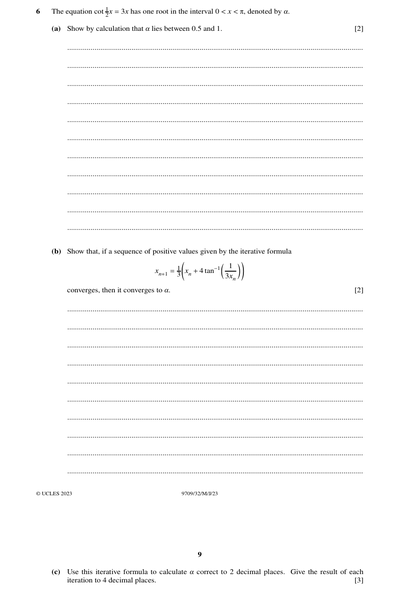 6 The equation cot ½x = 3x has one root in the interval 0 < x < π, denoted by α.
(a) Show by calculation that α lies between 0.5 and 1. [2]
(b) Show that, if a sequence of positive values given by the iterative formula
xₙ₊₁ = ⅓(xₙ + 4 tan⁻¹(1/(3xₙ)))
converges, then it converges to α. [2]
© UCLES 2023 9709/32/M/J/23
9
(c) Use this iterative formula to calculate α correct to 2 decimal places. Give the result of each
iteration to 4 decimal places. [3]